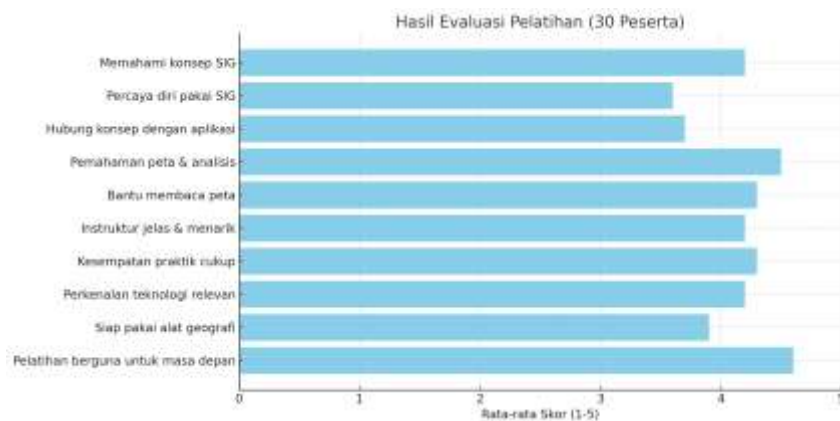 Hasil Evaluasi Pelatihan (30 Peserta)
Memahami konsep SIG
Percaya diri pakai SIG
Hubung konsep dengan aplikasi
Pemahaman peta & analisis
Bantu membaca peta
Instruktur jelas & menarik
Kesempatan praktik cukup
Perkenalan teknologi relevan
Siap pakai alat geografi
Pelatihan berguna untuk masa depan
0 1 2 3 4 5
Rata-rata Skor (1-5)